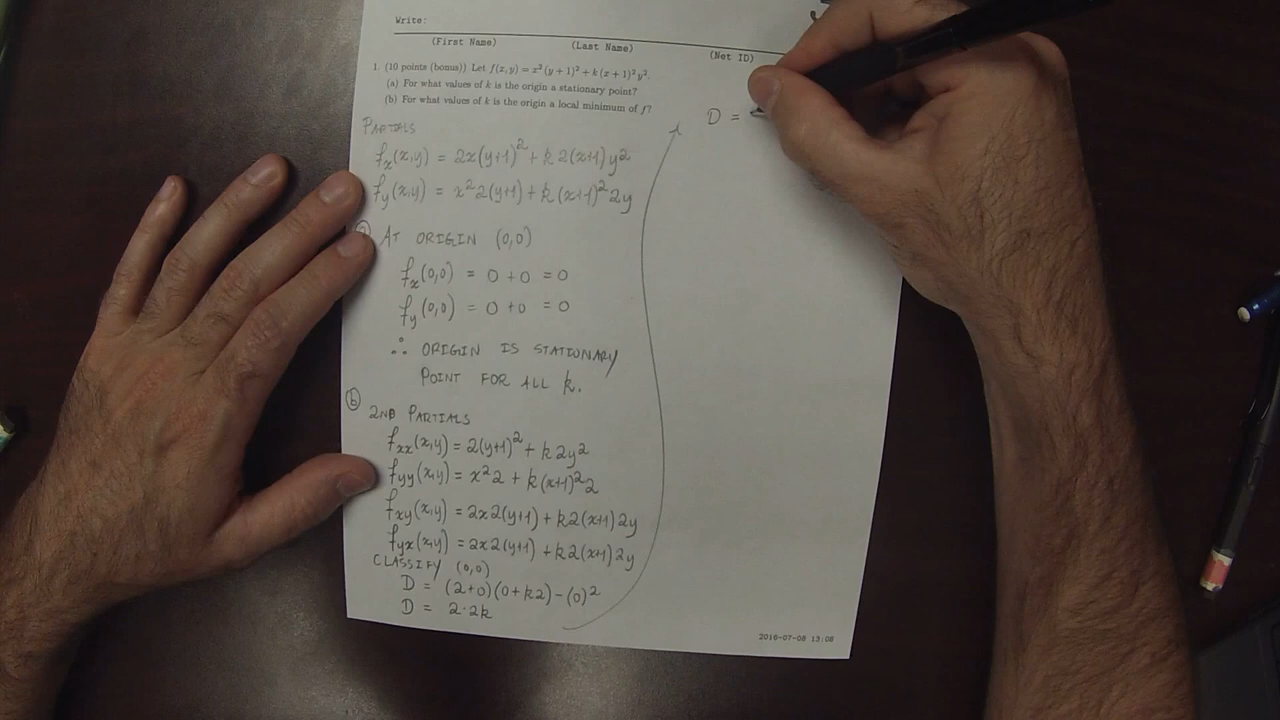 Write:
(First Name) (Last Name) (Net ID)
1. (10 points (bonus)) Let f(x, y) = x²(y + 1)² + k(x + 1)²y².
(a) For what values of k is the origin a stationary point?
(b) For what values of k is the origin a local minimum of f?
PARTIALS
fx(x,y) = 2x(y+1)² + k 2(x+1)y²
fy(x,y) = x²2(y+1) + k(x+1)²2y
AT ORIGIN (0,0)
fx(0,0) = 0 + 0 = 0
fy(0,0) = 0 + 0 = 0
∴ ORIGIN IS STATIONARY
POINT FOR ALL k.
(b)
2ND PARTIALS
fxx(x,y) = 2(y+1)² + k2y²
fyy(x,y) = x²2 + k(x+1)²2
fxy(x,y) = 2x2(y+1) + k2(x+1)2y
fyx(x,y) = 2x2(y+1) + k2(x+1)2y
CLASSIFY (0,0)
D = (2+0)(0+k2)-(0)²
D = 2·2k
D =
2016-07-08 13:08